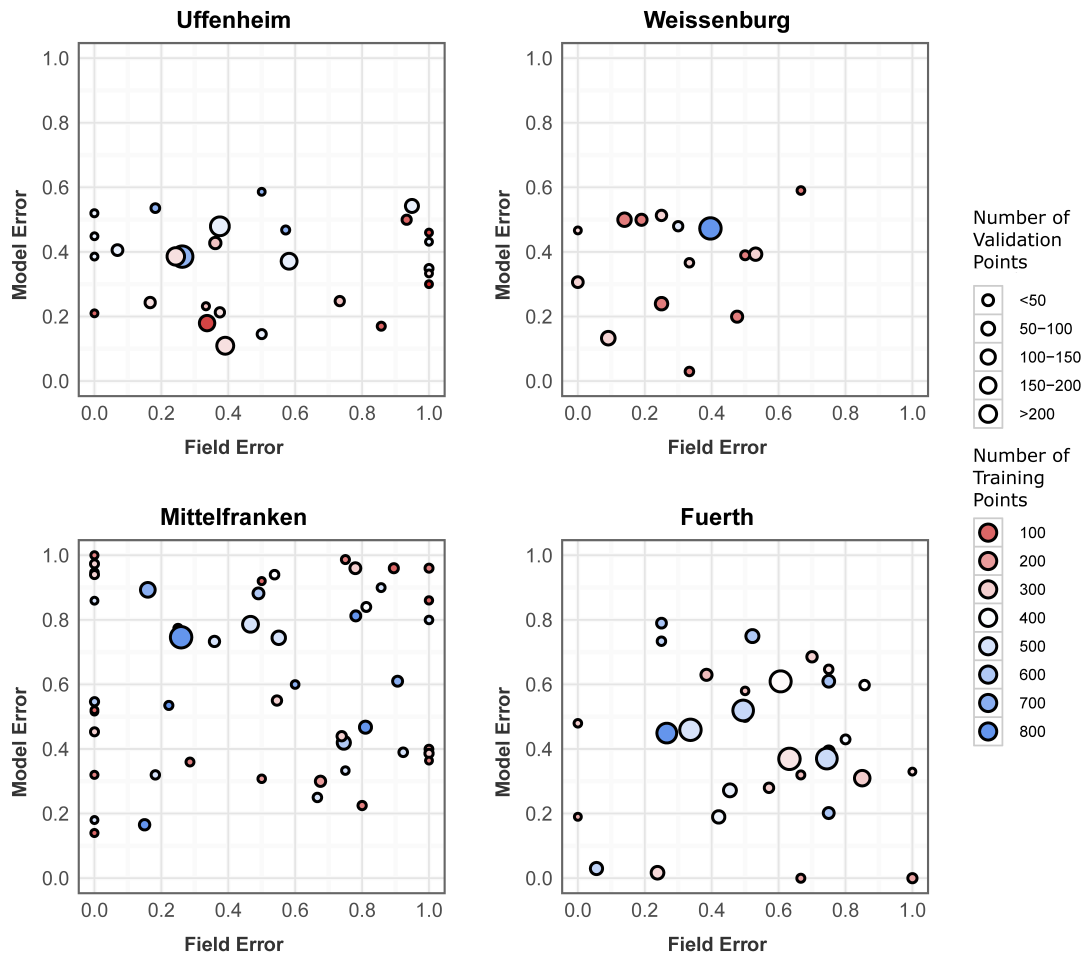 Uffenheim
Weissenburg
Model Error
1.0
0.8
0.6
0.4
0.2
0.0
0.0 0.2 0.4 0.6 0.8 1.0
Field Error
Model Error
1.0
0.8
0.6
0.4
0.2
0.0
0.0 0.2 0.4 0.6 0.8 1.0
Field Error
Mittelfranken
Fuerth
Model Error
1.0
0.8
0.6
0.4
0.2
0.0
0.0 0.2 0.4 0.6 0.8 1.0
Field Error
Model Error
1.0
0.8
0.6
0.4
0.2
0.0
0.0 0.2 0.4 0.6 0.8 1.0
Field Error
Number of
Validation
Points
<50
50−100
100−150
150−200
>200
Number of
Training
Points
100
200
300
400
500
600
700
800